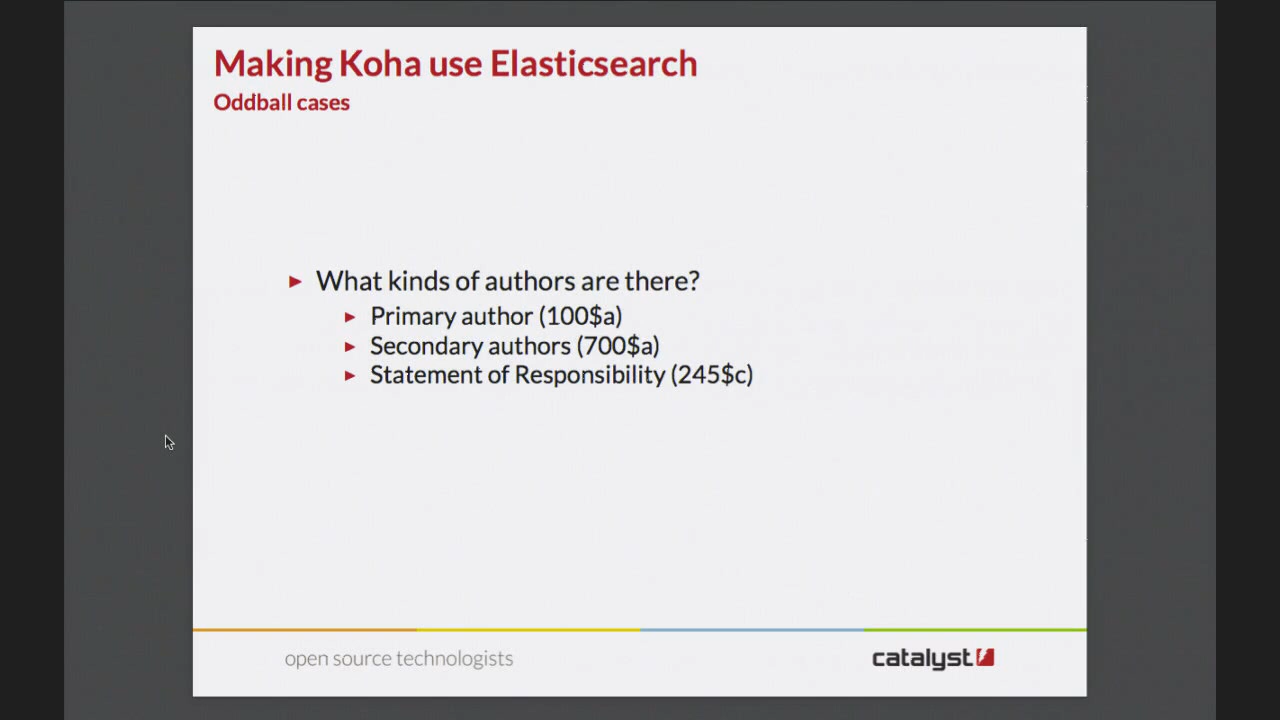 Making Koha use Elasticsearch
Oddball cases
What kinds of authors are there?
Primary author (100$a)
Secondary authors (700$a)
Statement of Responsibility (245$c)
open source technologists
catalyst